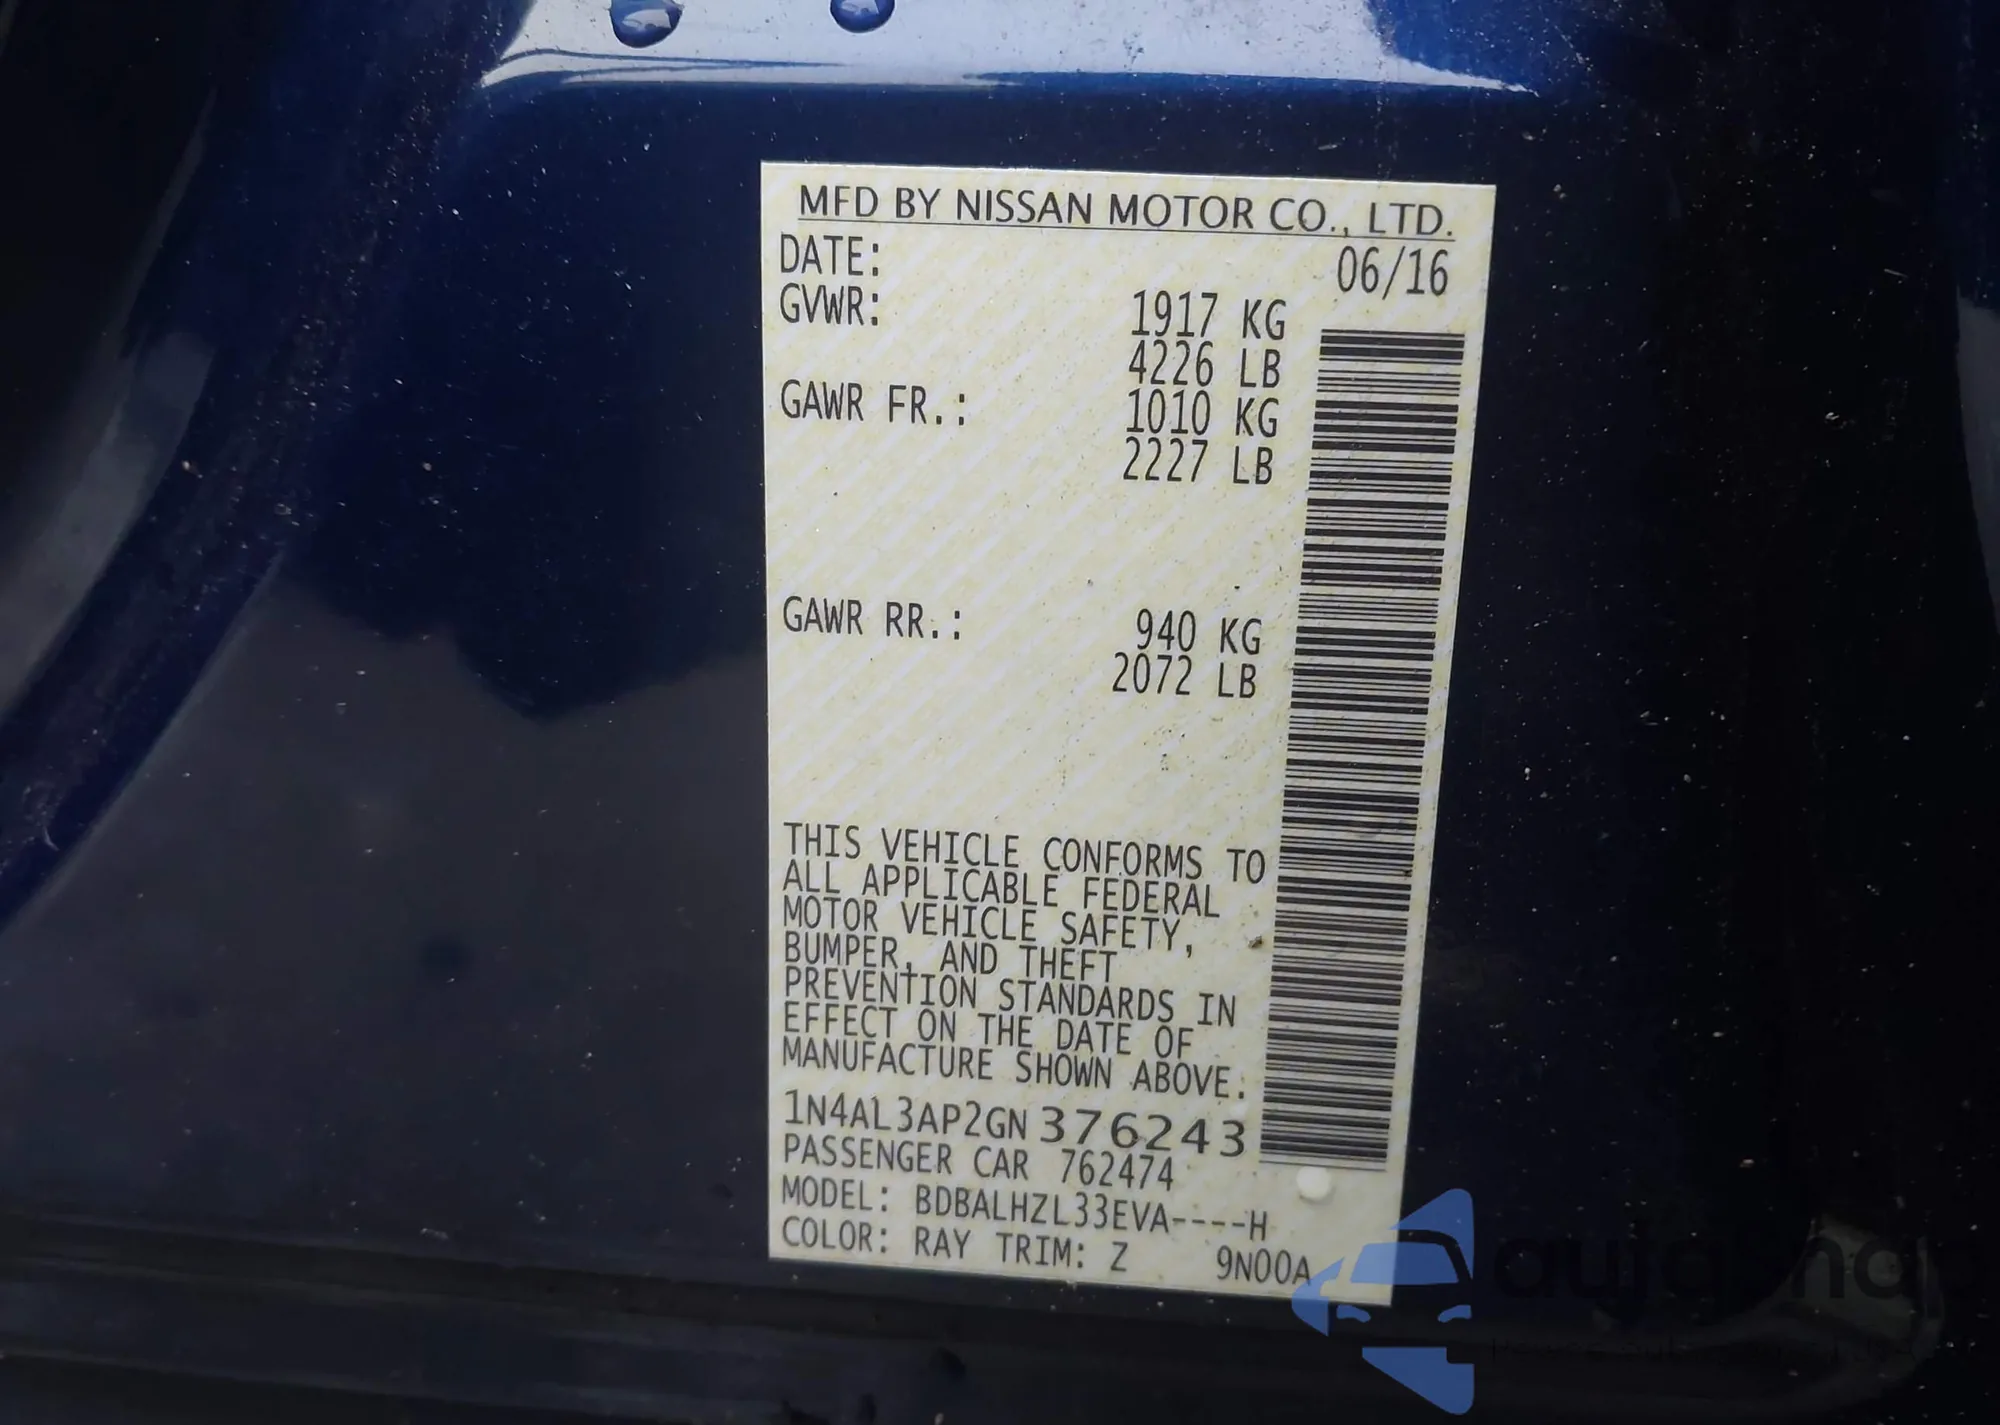 MFD BY NISSAN MOTOR CO., LTD.
DATE: 06/16
GVWR: 1917 KG
4226 LB
GAWR FR.: 1010 KG
2227 LB
GAWR RR.: 940 KG
2072 LB
THIS VEHICLE CONFORMS TO
ALL APPLICABLE FEDERAL
MOTOR VEHICLE SAFETY,
BUMPER, AND THEFT
PREVENTION STANDARDS IN
EFFECT ON THE DATE OF
MANUFACTURE SHOWN ABOVE.
1N4AL3AP2GN376243
PASSENGER CAR 762474
MODEL: BDBALHZL33EVA----H
COLOR: RAY TRIM: Z 9N00A